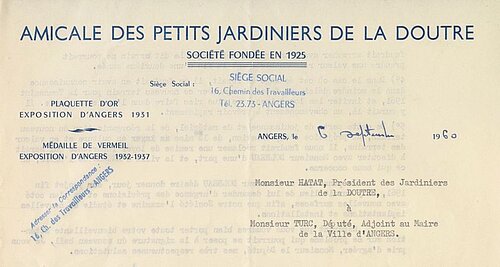 AMICALE DES PETITS JARDINIERS DE LA DOUTRE
SOCIÉTÉ FONDÉE EN 1925
Siège Social :
SIÈGE SOCIAL
16, Chemin des Travailleurs
Tél. 23.73 - ANGERS
PLAQUETTE D'OR
EXPOSITION D'ANGERS 1931
MÉDAILLE DE VERMEIL
EXPOSITION D'ANGERS 1932-1937
Adresser la Correspondance :
16, Ch. des Travailleurs - ANGERS
ANGERS, le 6 septembre 1960
Monsieur HATAT, Président des Jardiniers
de la DOUTRE,
à
Monsieur TURC, Député, Adjoint au Maire
de la Ville d'ANGERS.